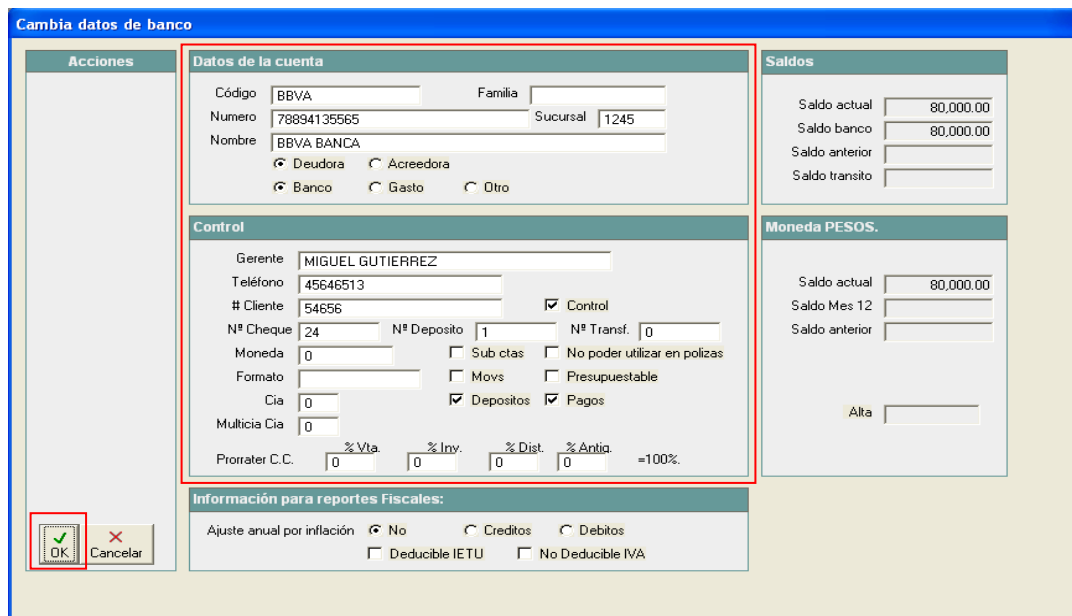 Cambia datos de banco
Acciones
OK
Cancelar
Datos de la cuenta
Código BBVA Familia
Numero 78894135565 Sucursal 1245
Nombre BBVA BANCA
Deudora Acreedora
Banco Gasto Otro
Control
Gerente MIGUEL GUTIERREZ
Teléfono 45646513
# Cliente 54656 Control
Nº Cheque 24 Nº Deposito 1 Nº Transf. 0
Moneda 0 Sub ctas No poder utilizar en polizas
Formato Movs Presupuestable
Cia 0 Depositos Pagos
Multicia Cia 0
% Vta. % Inv. % Dist. % Antig.
Prorrater C.C. 0 0 0 0 =100%.
Información para reportes Fiscales:
Ajuste anual por inflación No Creditos Debitos
Deducible IETU No Deducible IVA
Saldos
Saldo actual 80,000.00
Saldo banco 80,000.00
Saldo anterior
Saldo transito
Moneda PESOS.
Saldo actual 80,000.00
Saldo Mes 12
Saldo anterior
Alta